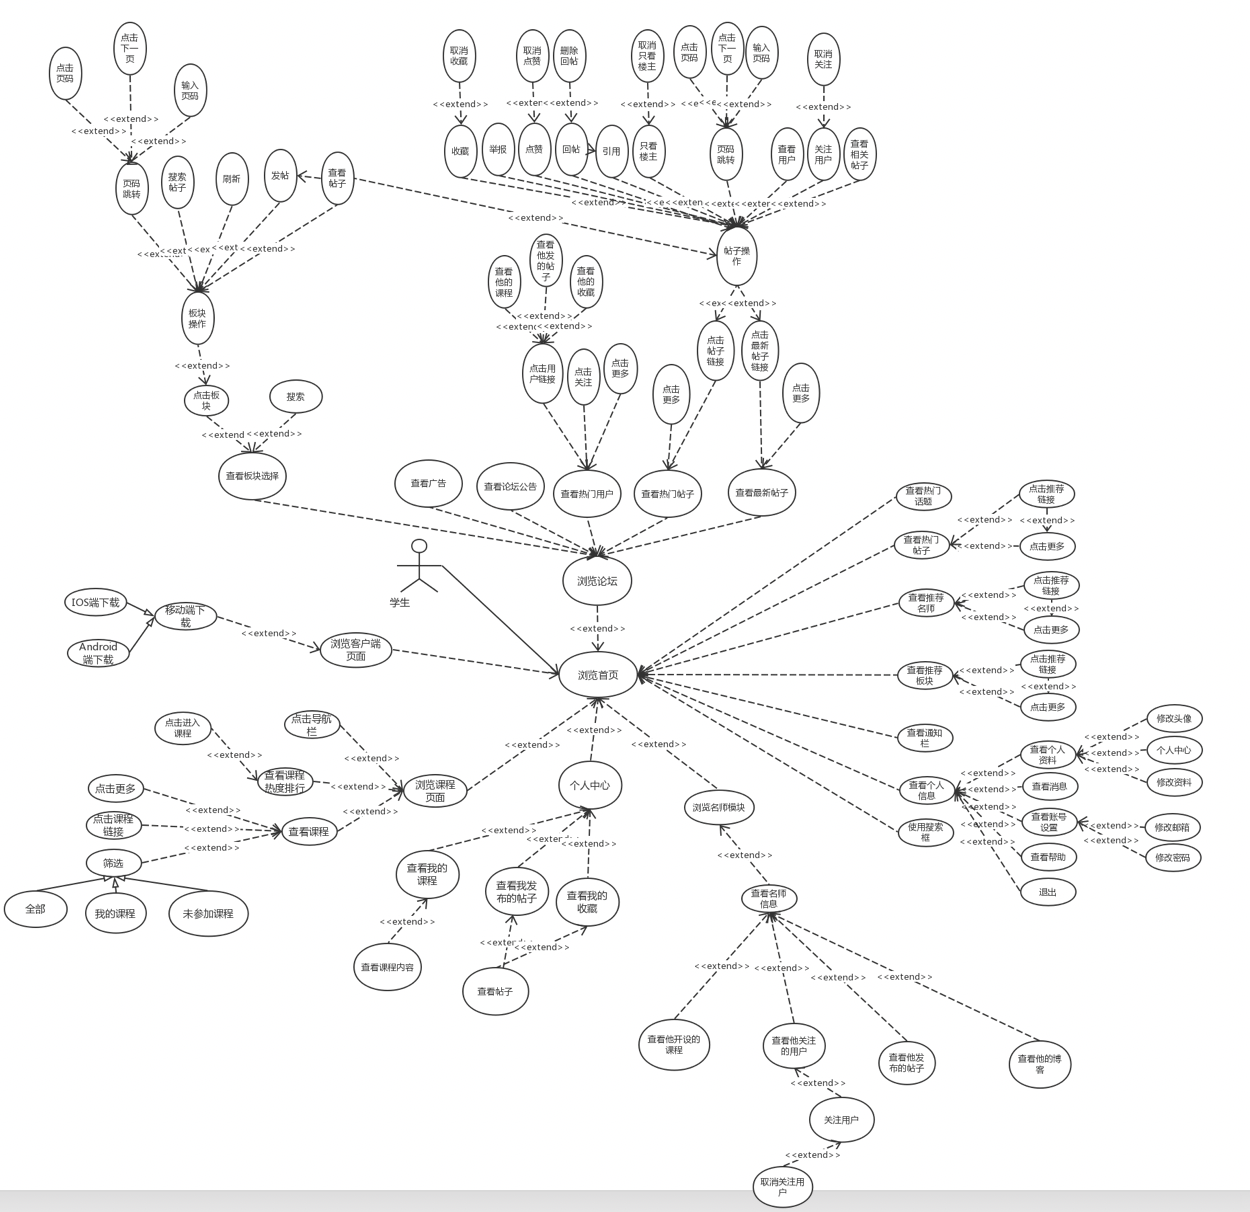 点击
页码
点击
下一
页
输入
页码
取消
收藏
取消
点赞
删除
回帖
取消
只看
楼主
点击
页码
点击
下一
页
输入
页码
取消
关注
<<extend>>
<<extend>>
<<extend>>
<<extend>>
<<exter
<<extend>>
<<extend>>
<<e
<<e
<<extend>>
<<extend>>
收藏
举报
点赞
回帖
引用
只看
楼主
页码
跳转
查看
用户
关注
用户
查看
相关
帖子
页码
跳转
搜索
帖子
刷新
发帖
查看
帖子
<<extend>>
<<e
<<exten
<<ext
<<exter
<<extend>>
<<extend>>
<<ext
<<ext
<<ex
<<ext
<<extend>>
帖子操
作
查看
他的
课程
查看
他发
的帖
子
查看
他的
收藏
<<ex
<<extend>>
<<extend>>
<<extend
<<extend>>
板块
操作
点击
帖子
链接
点击
最新
帖子
链接
<<extend>>
点击用
户链接
点击
关注
点击
更多
点击
更多
点击
更多
点击板
块
搜索
<<extend
<<extend>>
查看板块选择
查看广告
查看论坛公告
查看热门用户
查看热门帖子
查看最新帖子
查看热门
话题
点击推荐
链接
<<extend>>
<<extend>>
查看热门
帖子
<<extend>>
点击更多
学生
浏览论坛
<<extend>>
查看推荐
名师
点击推荐
链接
<<extend>>
<<extend>>
<<extend>>
点击更多
IOS端下载
移动端下
载
Android
端下载
<<extend>>
浏览客户端
页面
浏览首页
查看推荐
板块
点击推荐
链接
<<extend>>
<<extend>>
<<extend>>
点击更多
点击进入
课程
点击导航
栏
<<extend>>
<<extend>>
<<extend>>
<<extend>>
<<extend>>
查看通知
栏
修改头像
<<extend>>
查看个人
资料
<<extend>>
个人中心
<<extend>>
修改资料
查看课程
热度排行
<<extend>>
浏览课程
页面
个人中心
浏览名师模块
查看个人
信息
<<extend>>
<<extend>>
查看消息
<<extend>>
查看账号
设置
<<extend>>
<<extend>>
查看帮助
退出
<<extend>>
修改邮箱
<<extend>>
修改密码
使用搜索
框
点击更多
<<extend>>
<<extend>>
点击课程
链接
<<extend>>
查看课程
<<extend>>
筛选
全部
我的课程
未参加课程
<<extend>>
<<exter
<<extend>>
<<extend>>
查看我的
课程
查看我发
布的帖子
查看我的
收藏
查看名师
信息
<<extend>>
<<exter
<<extend>>
查看课程内容
查看帖子
<<extend>>
<<extend>>
<<extend>>
<<extend>>
查看他开设的
课程
查看他关注
的用户
查看他发
布的帖子
查看他的博
客
<<extend>>
关注用户
<<extend>>
取消关注用
户